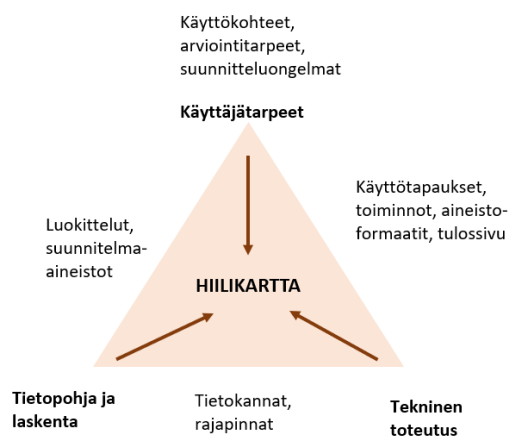 Käyttökohteet,
arviointitarpeet,
suunnitteluongelmat
Käyttäjätarpeet
Käyttötapaukset,
toiminnot, aineisto-
formaatit, tulossivu
Luokittelut,
suunnitelma-
aineistot
HIILIKARTTA
Tietopohja ja
laskenta
Tietokannat,
rajapinnat
Tekninen
toteutus